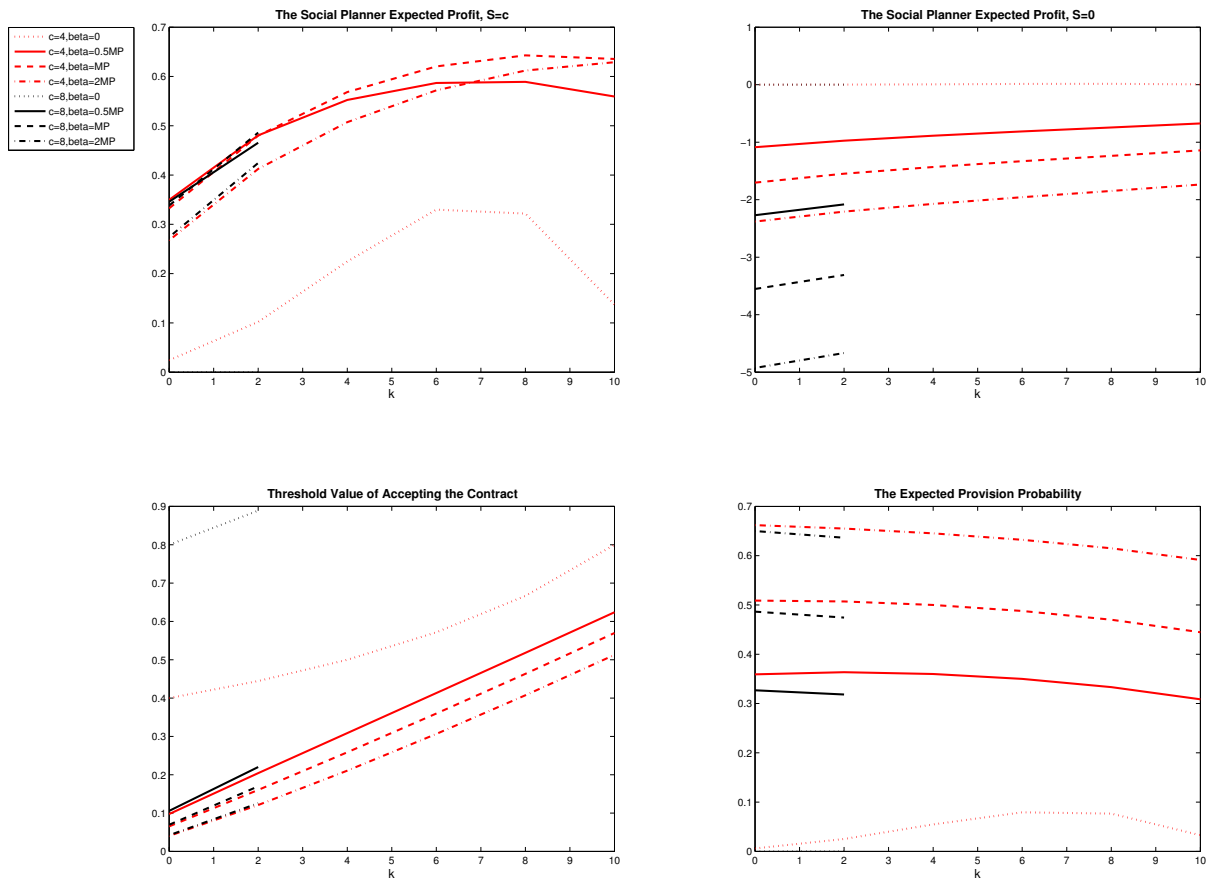 The Social Planner Expected Profit, S=c
c=4,beta=0
c=4,beta=0.5MP
c=4,beta=MP
c=4,beta=2MP
c=8,beta=0
c=8,beta=0.5MP
c=8,beta=MP
c=8,beta=2MP
0.7
0.6
0.5
0.4
0.3
0.2
0.1
0
0 1 2 3 4 5 6 7 8 9 10
k
The Social Planner Expected Profit, S=0
1
0
−1
−2
−3
−4
−5
0 1 2 3 4 5 6 7 8 9 10
k
Threshold Value of Accepting the Contract
0.9
0.8
0.7
0.6
0.5
0.4
0.3
0.2
0.1
0
0 1 2 3 4 5 6 7 8 9 10
k
The Expected Provision Probability
0.7
0.6
0.5
0.4
0.3
0.2
0.1
0
0 1 2 3 4 5 6 7 8 9 10
k